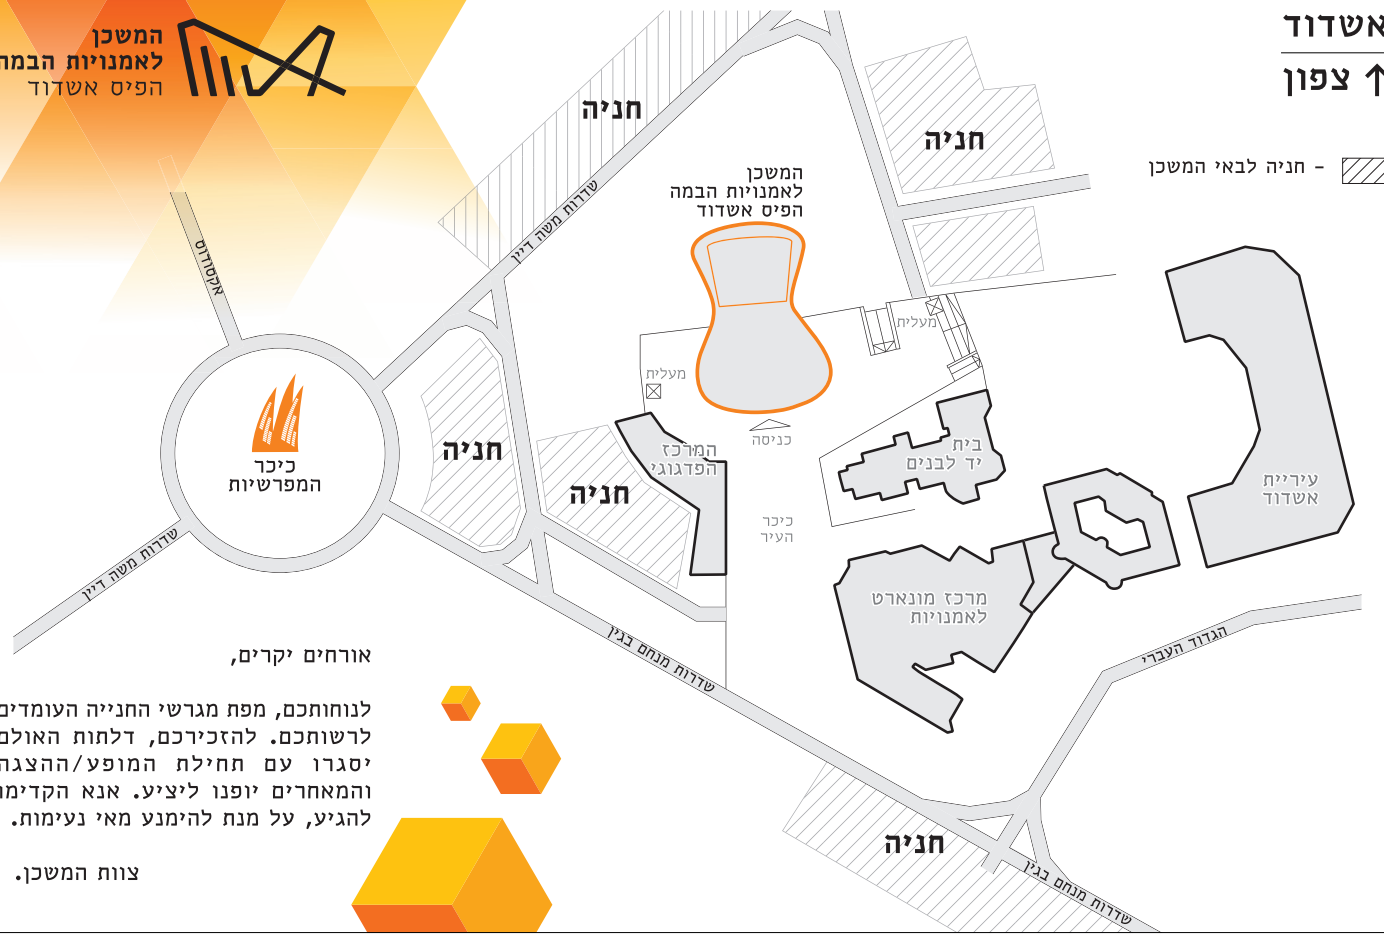 המשכן
לאמנויות הבמה
הפיס אשדוד
אשדוד
↑ צפון
- חניה לבאי המשכן
חניה
חניה
המשכן
לאמנויות הבמה
הפיס אשדוד
שדרות משה דיין
אקסודוס
מעלית
מעלית
כניסה
חניה
חניה
המרכז
הפדגוגי
בית
יד לבנים
עיריית
אשדוד
כיכר
המפרשיות
כיכר
העיר
שדרות משה דיין
מרכז מונארט
לאמנויות
שדרות מנחם בגין
הגדוד העברי
אורחים יקרים,
לנוחותכם, מפת מגרשי החנייה העומדים
לרשותכם. להזכירכם, דלתות האולם
יסגרו עם תחילת המופע/ההצגה
והמאחרים יופנו ליציע. אנא הקדימו
להגיע, על מנת להימנע מאי נעימות.
צוות המשכן.
חניה
שדרות מנחם בגין